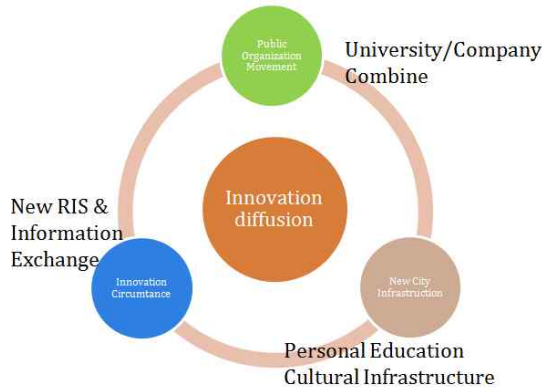 Public
Organization
Movement
University/Company
Combine
Innovation
diffusion
New RIS &
Information
Exchange
Innovation
Circumtance
New City
Infrastruction
Personal Education
Cultural Infrastructure